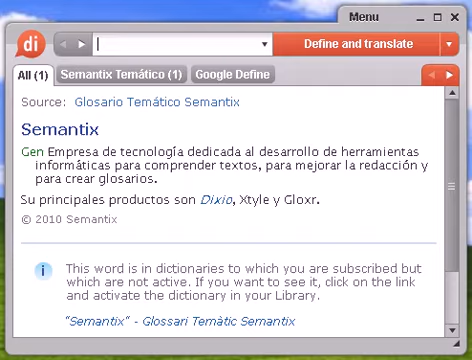 Menu
di
Define and translate
All (1)
Semantix Temático (1)
Google Define
Source: Glosario Temático Semantix
Semantix
Gen Empresa de tecnología dedicada al desarrollo de herramientas
informáticas para comprender textos, para mejorar la redacción y
para crear glosarios.
Su principales productos son Dixio, Xtyle y Gloxr.
© 2010 Semantix
i
This word is in dictionaries to which you are subscribed but
which are not active. If you want to see it, click on the link
and activate the dictionary in your Library.
"Semantix" - Glossari Temàtic Semantix